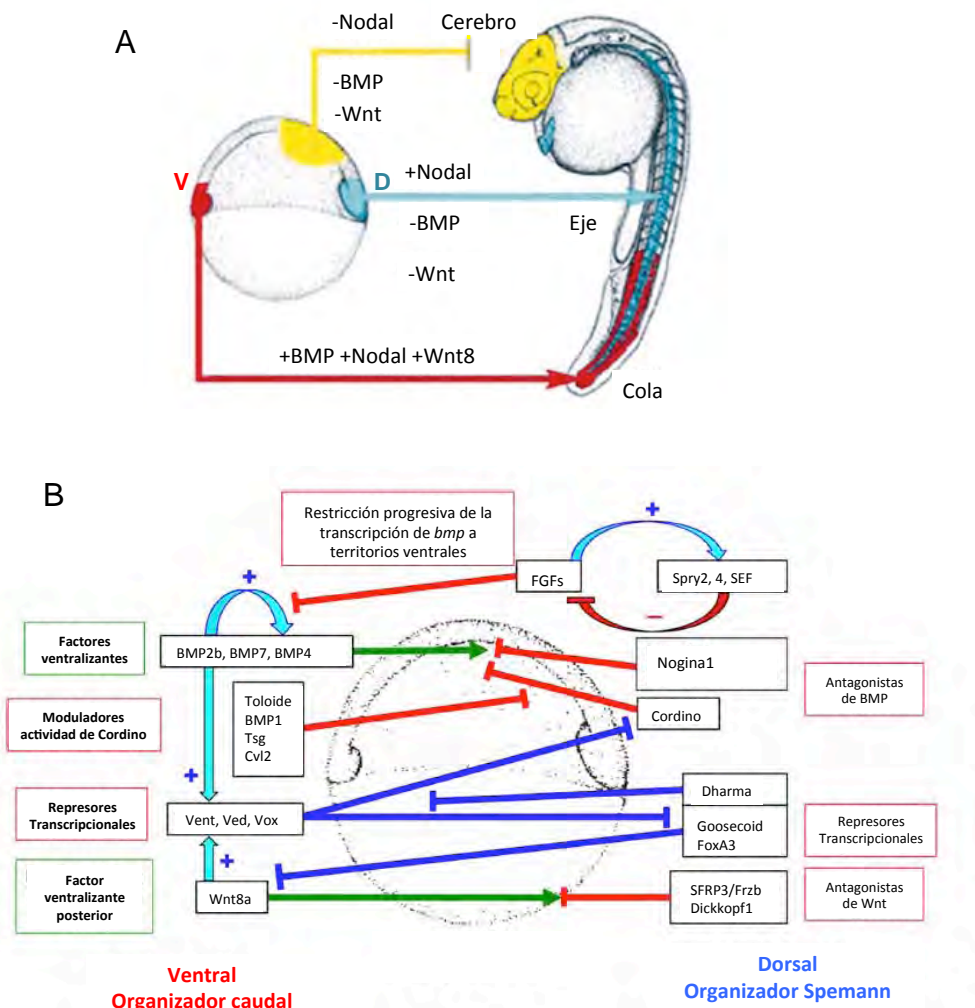 A
-Nodal
Cerebro
-BMP
-Wnt
V
D
+Nodal
-BMP
Eje
-Wnt
+BMP +Nodal +Wnt8
Cola
B
Restricción progresiva de la
transcripción de bmp a
territorios ventrales
+
FGFs
Spry2, 4, SEF
−
+
Factores
ventralizantes
BMP2b, BMP7, BMP4
Nogina1
Antagonistas
de BMP
Moduladores
actividad de Cordino
Toloide
BMP1
Tsg
Cvl2
Cordino
+
Dharma
Represores
Transcripcionales
Vent, Ved, Vox
Goosecoid
FoxA3
Represores
Transcripcionales
+
Factor
ventralizante
posterior
Wnt8a
SFRP3/Frzb
Dickkopf1
Antagonistas
de Wnt
Ventral
Organizador caudal
Dorsal
Organizador Spemann